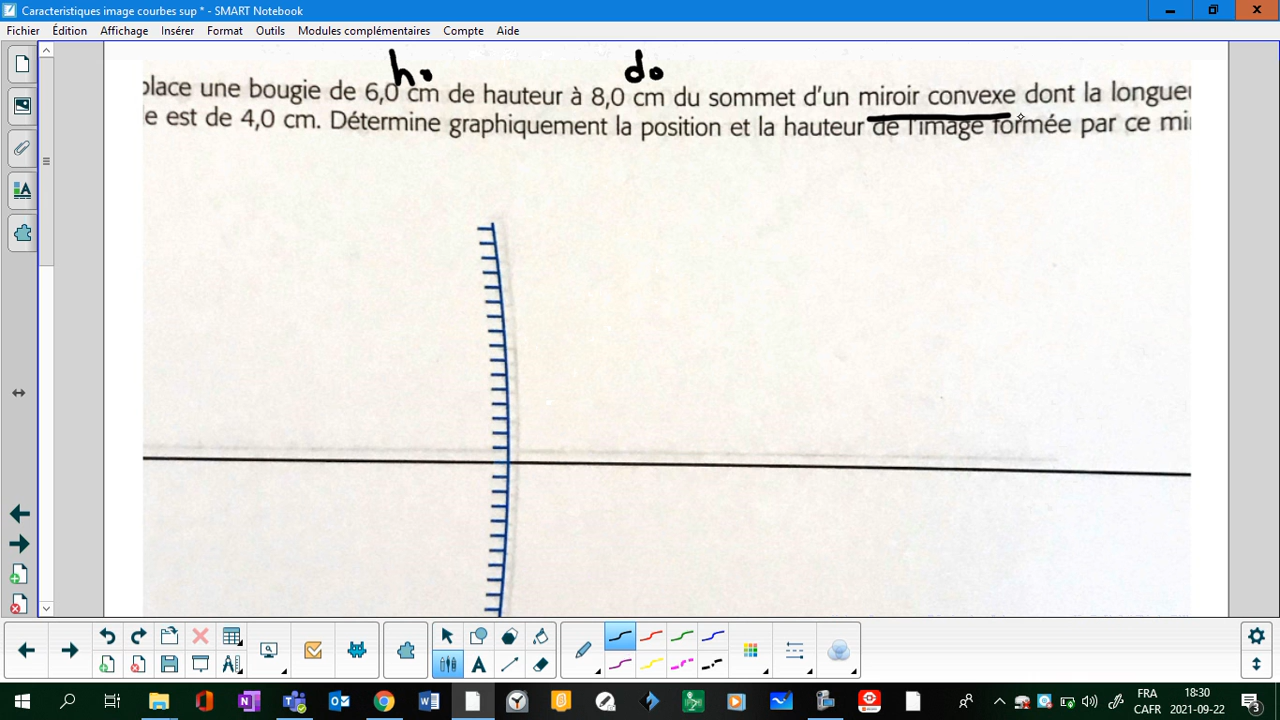 Caracteristiques image courbes sup * - SMART Notebook
Fichier Édition Affichage Insérer Format Outils Modules complémentaires Compte Aide
ho do
place une bougie de 6,0 cm de hauteur à 8,0 cm du sommet d'un miroir convexe dont la longueu
e est de 4,0 cm. Détermine graphiquement la position et la hauteur de l'image formée par ce mi
A
FRA 18:30
CAFR 2021-09-22
3